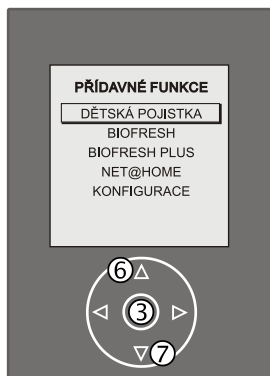 PŘÍDAVNÉ FUNKCE
DĚTSKÁ POJISTKA
BIOFRESH
BIOFRESH PLUS
NET@HOME
KONFIGURACE
6
3
7